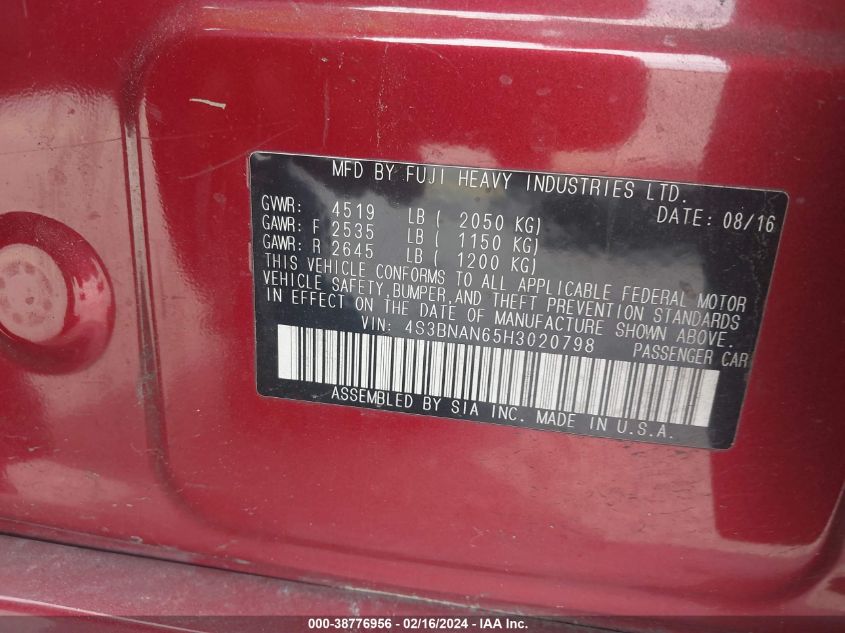 MFD BY FUJI HEAVY INDUSTRIES LTD.
GVWR: 4519 LB ( 2050 KG) DATE: 08/16
GAWR: F 2535 LB ( 1150 KG)
GAWR: R 2645 LB ( 1200 KG)
THIS VEHICLE CONFORMS TO ALL APPLICABLE FEDERAL MOTOR
VEHICLE SAFETY, BUMPER, AND THEFT PREVENTION STANDARDS
IN EFFECT ON THE DATE OF MANUFACTURE SHOWN ABOVE.
VIN: 4S3BNAN65H3020798 PASSENGER CAR
ASSEMBLED BY SIA INC. MADE IN U.S.A.
000-38776956 - 02/16/2024 - IAAI.COM